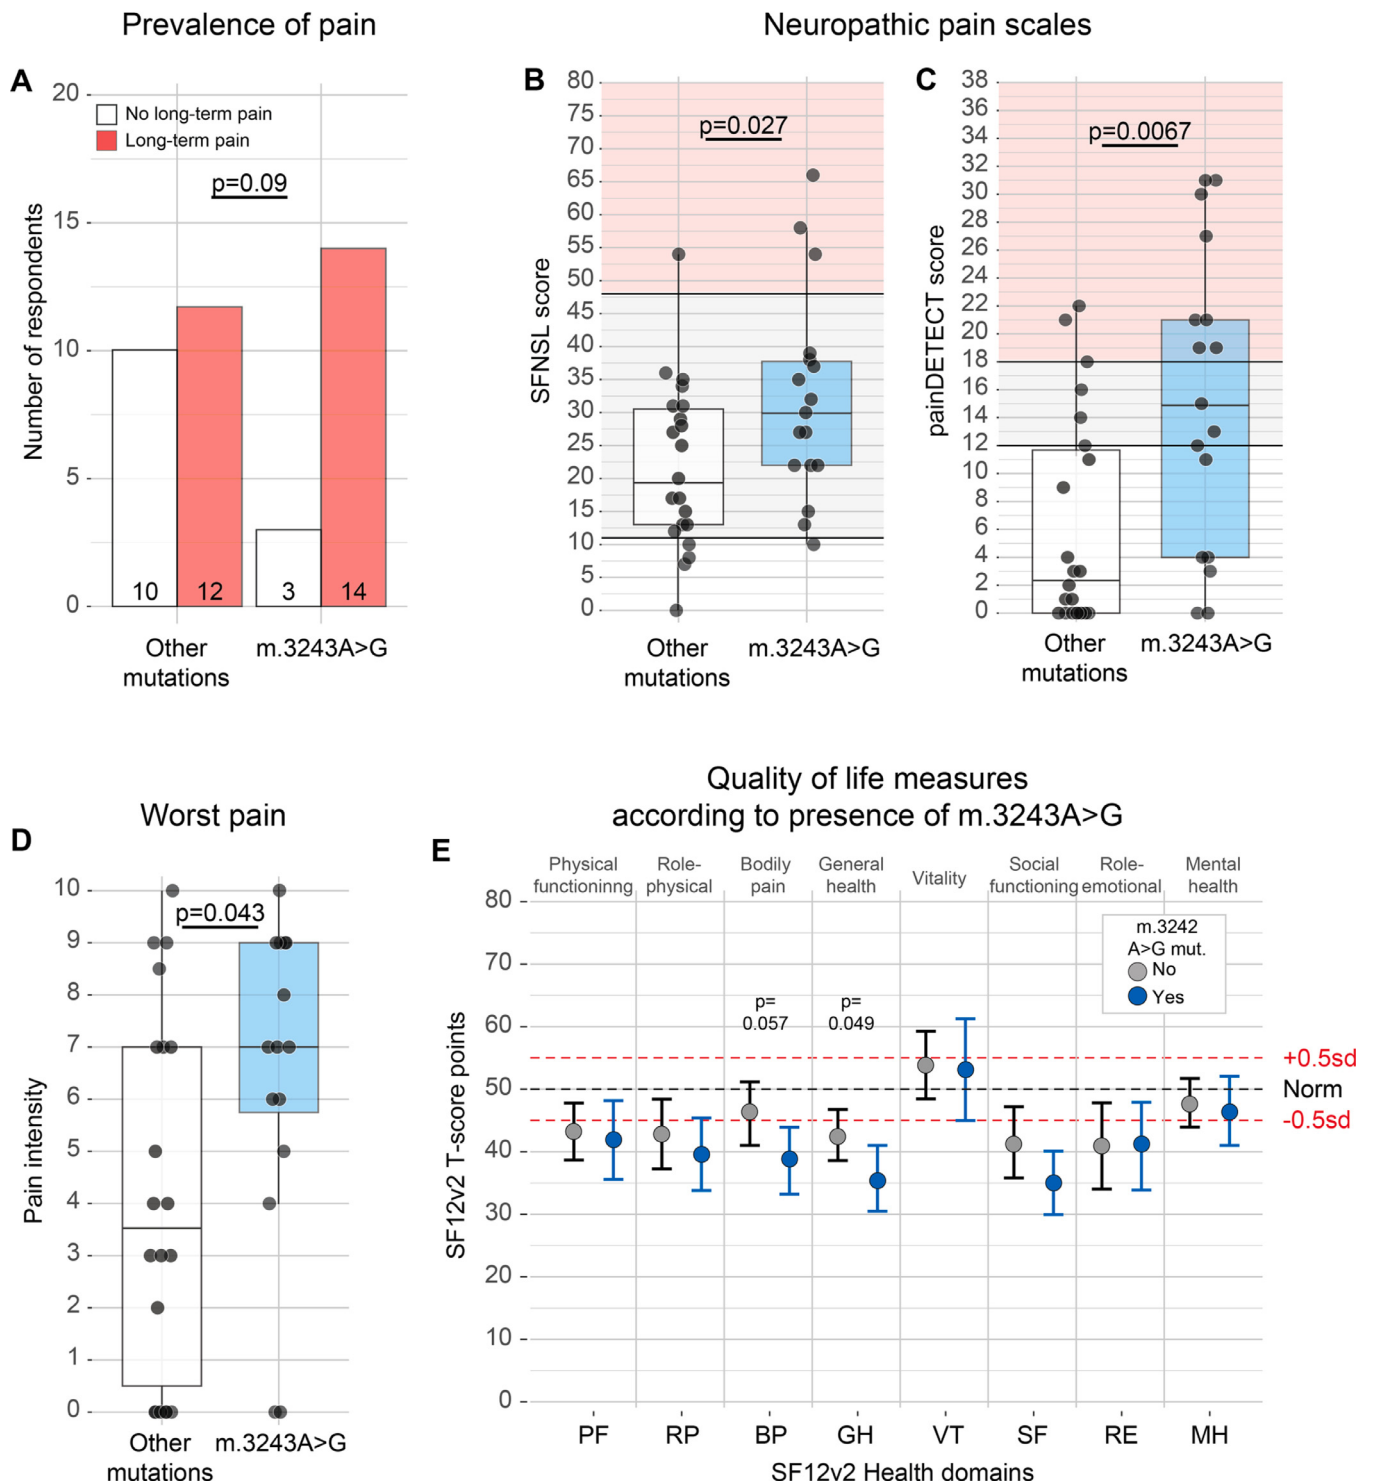 Prevalence of pain
Neuropathic pain scales
A
20
15
10
5
0
Number of respondents
No long-term pain
Long-term pain
p=0.09
10
12
3
14
Other
mutations
m.3243A>G
B
80
75
70
65
60
55
50
45
40
35
30
25
20
15
10
5
0
SFNSL score
p=0.027
Other
mutations
m.3243A>G
C
38
36
34
32
30
28
26
24
22
20
18
16
14
12
10
8
6
4
2
0
painDETECT score
p=0.0067
Other
mutations
m.3243A>G
Worst pain
D
10
9
8
7
6
5
4
3
2
1
0
Pain intensity
p=0.043
Other
mutations
m.3243A>G
Quality of life measures
according to presence of m.3243A>G
E
Physical
functioninng
Role-
physical
Bodily
pain
General
health
Vitality
Social
functioning
Role-
emotional
Mental
health
80
70
60
50
40
30
20
10
0
SF12v2 T-score points
m.3242
A>G mut.
No
Yes
p=
0.057
p=
0.049
+0.5sd
Norm
-0.5sd
PF
RP
BP
GH
VT
SF
RE
MH
SF12v2 Health domains